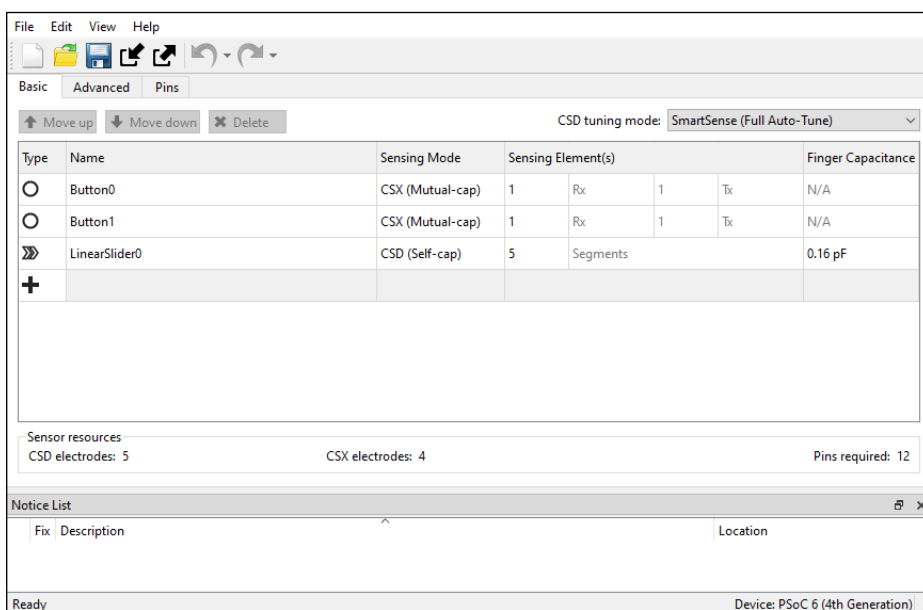 File Edit View Help
Basic Advanced Pins
Move up Move down Delete CSD tuning mode: SmartSense (Full Auto-Tune)
Type Name Sensing Mode Sensing Element(s) Finger Capacitance
Button0 CSX (Mutual-cap) 1 Rx 1 Tx N/A
Button1 CSX (Mutual-cap) 1 Rx 1 Tx N/A
LinearSlider0 CSD (Self-cap) 5 Segments 0.16 pF
Sensor resources
CSD electrodes: 5 CSX electrodes: 4 Pins required: 12
Notice List
Fix Description Location
Ready Device: PSoC 6 (4th Generation)